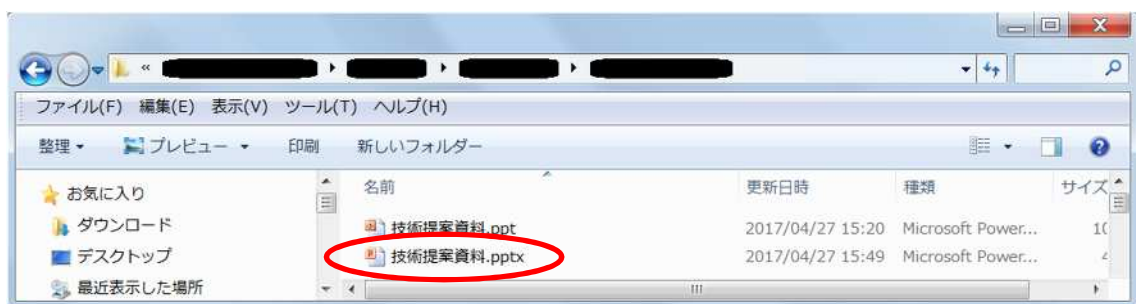 «
ファイル(F) 編集(E) 表示(V) ツール(T) ヘルプ(H)
整理 プレビュー 印刷 新しいフォルダー
お気に入り
ダウンロード
デスクトップ
最近表示した場所
名前 更新日時 種類 サイズ
技術提案資料.ppt 2017/04/27 15:20 Microsoft Power...
技術提案資料.pptx 2017/04/27 15:49 Microsoft Power...